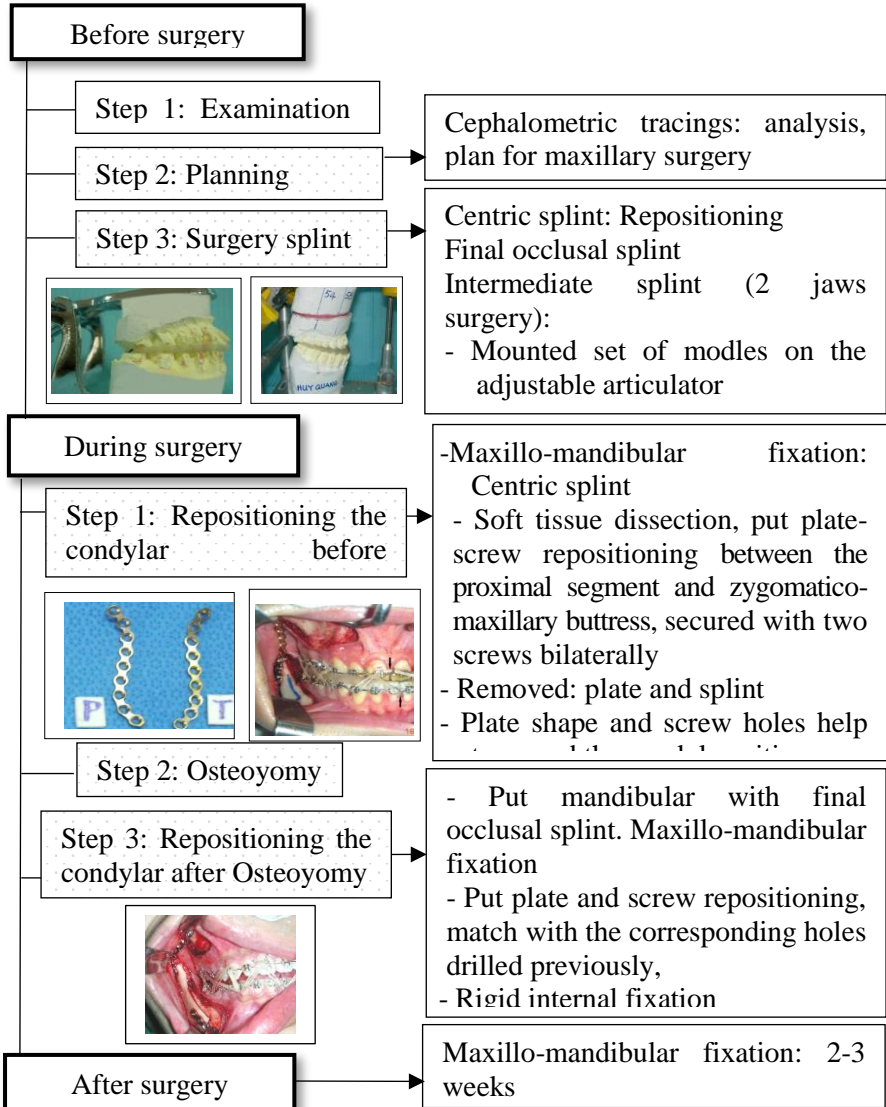 Before surgery
Step 1: Examination
Cephalometric tracings: analysis,
plan for maxillary surgery
Step 2: Planning
Step 3: Surgery splint
Centric splint: Repositioning
Final occlusal splint
Intermediate splint (2 jaws
surgery):
- Mounted set of modles on the
adjustable articulator
54
HUY QUANG
During surgery
Step 1: Repositioning the
condylar before
-Maxillo-mandibular fixation:
Centric splint
- Soft tissue dissection, put plate-
screw repositioning between the
proximal segment and zygomatico-
maxillary buttress, secured with two
screws bilaterally
- Removed: plate and splint
- Plate shape and screw holes help
P
T
Step 2: Osteoyomy
Step 3: Repositioning the
condylar after Osteoyomy
- Put mandibular with final
occlusal splint. Maxillo-mandibular
fixation
- Put plate and screw repositioning,
match with the corresponding holes
drilled previously,
- Rigid internal fixation
After surgery
Maxillo-mandibular fixation: 2-3
weeks